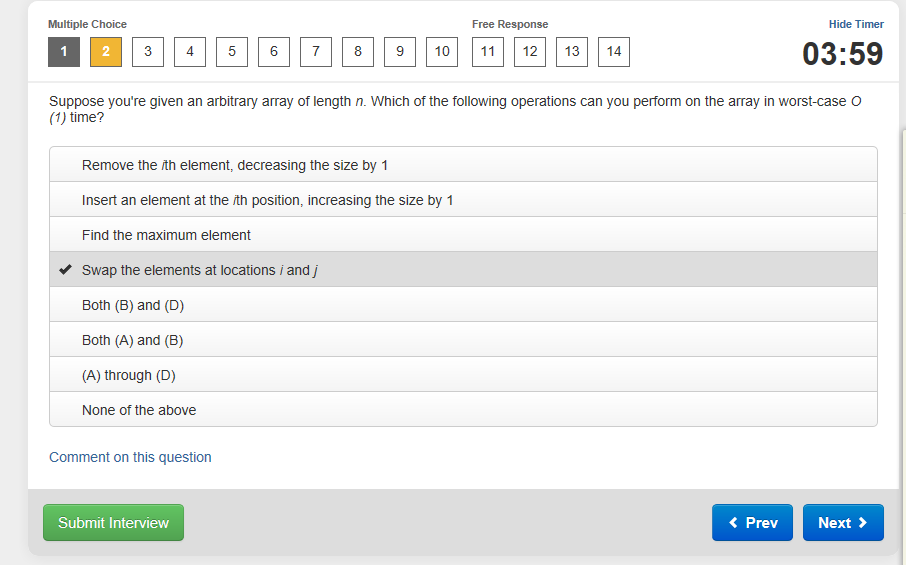 Multiple Choice
Free Response
Hide Timer
1 2 3 4 5 6 7 8 9 10 11 12 13 14
03:59
Suppose you're given an arbitrary array of length n. Which of the following operations can you perform on the array in worst-case O
(1) time?
Remove the ith element, decreasing the size by 1
Insert an element at the ith position, increasing the size by 1
Find the maximum element
Swap the elements at locations i and j
Both (B) and (D)
Both (A) and (B)
(A) through (D)
None of the above
Comment on this question
Submit Interview
Prev
Next